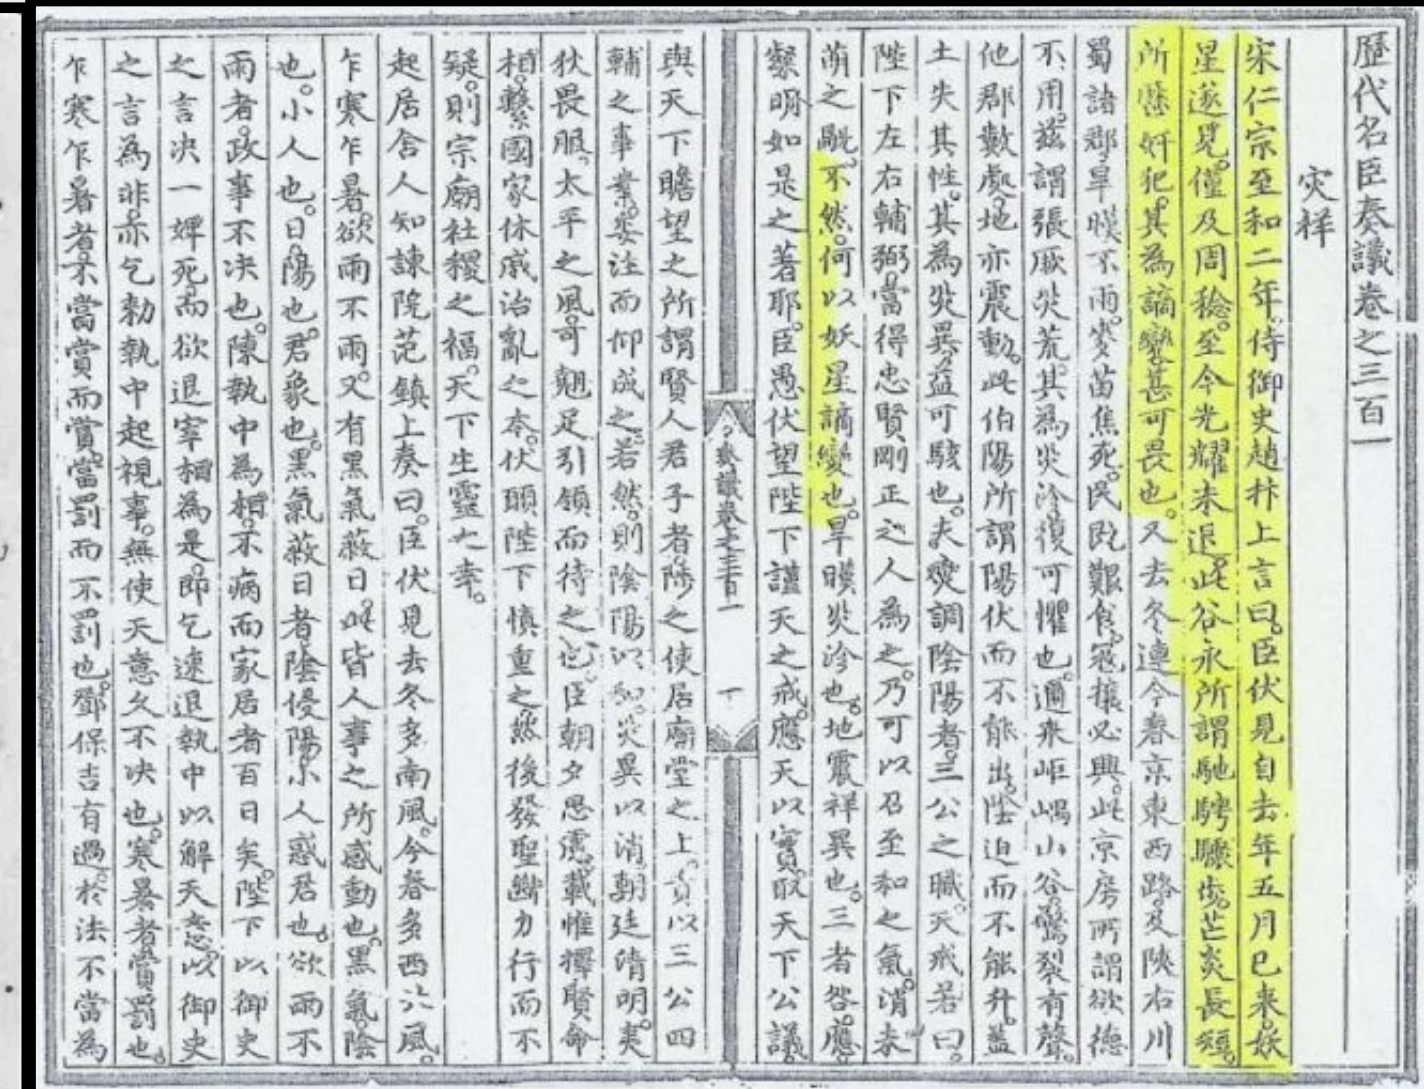 歷代名臣奏議卷之三百一
災祥
宋仁宗至和二年。侍御史趙抃上言曰。臣伏見自去年五月已來。妖
星遂見。僅及周稔。至今光耀未退。此谷永所謂馳騁驟步。芒炎長短。
所歷奸犯。其為謫變甚可畏也。又去冬連今春京東西路。及陝右川
蜀諸郡旱暵不雨。麥苗焦死。民既艱食。寇攘必興。此京房所謂欲德
不用。茲謂張厥災荒。其為災沴復可懼也。邇來岠嵎山谷。驚裂有聲。
他郡數處地亦震動。此伯陽所謂陽伏而不能出。陰迫而不能升。蓋
土失其性。其為災異。益可駭也。夫燮調陰陽者。三公之職。天戒若曰。
陛下左右輔弼。當得忠賢剛正之人為之。乃可以召至和之氣。消未
萌之眚。不然。何以妖星謫變也。旱暵災沴也。地震祥異也。三者咎應
繫明如是之著耶。臣愚伏望陛下謹天之戒。應天以實。取天下公議
奏議卷之三百一
一
與天下瞻望之所謂賢人君子者。陟之使居廟堂之上。責以三公四
輔之事業。委注而仰成之。若然。則陰陽以和。災異以消。朝廷清明。夷
狄畏服。太平之風。可翹足引領而待之也。臣朝夕思慮。載惟擇賢命
相。繫國家休戚治亂之本。伏願陛下慎重之。然後發聖斷力行而不
疑。則宗廟社稷之福。天下生靈之幸。
起居舍人知諫院范鎮上奏曰。臣伏見去冬多南風。今春多西北風。
乍寒乍暑。欲雨不雨。又有黑氣蔽日。此皆人事之所感動也。黑氣。陰
也。小人也。日。陽也。君象也。黑氣蔽日者。陰侵陽。小人惑君也。欲雨不
雨者。政事不決也。陳執中為相。不病而家居者百日矣。陛下以御史
之言決一婢死。而欲退宰相為是。即乞速退執中以解天意。以御史
之言為非。亦乞勑執中起視事。無使天意久不決也。寒暑者。賞罰也。
乍寒乍暑者。不當賞而賞。當罰而不罰也。鄧保吉有過。於法不當為